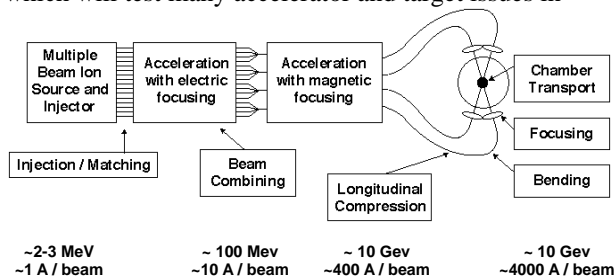 which will test many accelerator and target issues in
Multiple
Beam Ion
Source and
Injector
Acceleration
with electric
focusing
Acceleration
with magnetic
focusing
Chamber
Transport
Focusing
Bending
Injection / Matching
Beam
Combining
Longitudinal
Compression
~2-3 MeV
~1 A / beam
~ 100 Mev
~10 A / beam
~ 10 Gev
~400 A / beam
~ 10 Gev
~4000 A / beam